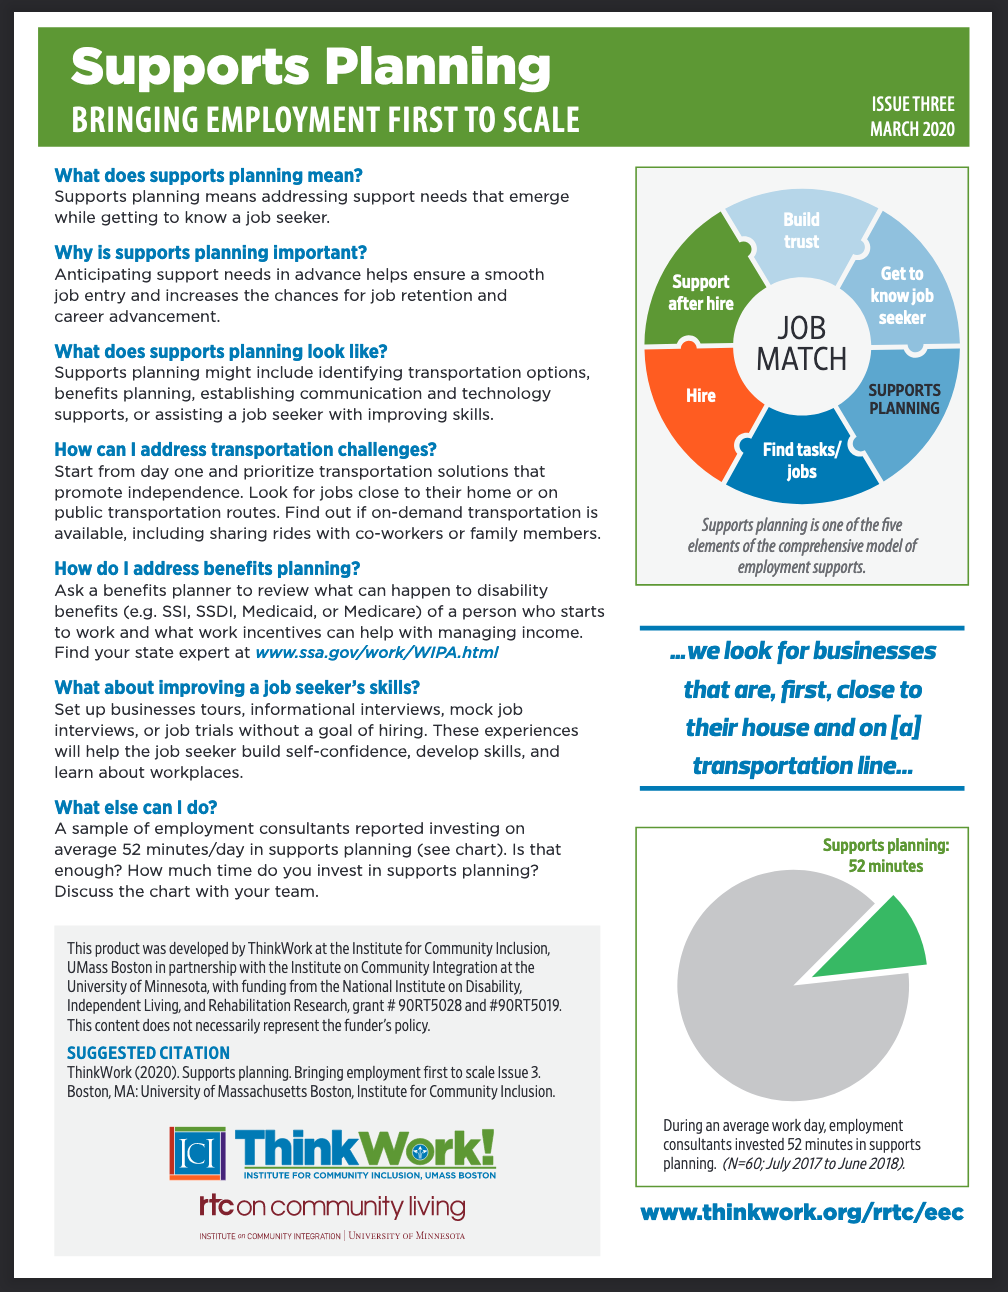 Supports Planning
BRINGING EMPLOYMENT FIRST TO SCALE
ISSUE THREE
MARCH 2020
What does supports planning mean?
Supports planning means addressing support needs that emerge
while getting to know a job seeker.
Why is supports planning important?
Anticipating support needs in advance helps ensure a smooth
job entry and increases the chances for job retention and
career advancement.
What does supports planning look like?
Supports planning might include identifying transportation options,
benefits planning, establishing communication and technology
supports, or assisting a job seeker with improving skills.
How can I address transportation challenges?
Start from day one and prioritize transportation solutions that
promote independence. Look for jobs close to their home or on
public transportation routes. Find out if on-demand transportation is
available, including sharing rides with co-workers or family members.
How do I address benefits planning?
Ask a benefits planner to review what can happen to disability
benefits (e.g. SSI, SSDI, Medicaid, or Medicare) of a person who starts
to work and what work incentives can help with managing income.
Find your state expert at www.ssa.gov/work/WIPA.html
What about improving a job seeker's skills?
Set up businesses tours, informational interviews, mock job
interviews, or job trials without a goal of hiring. These experiences
will help the job seeker build self-confidence, develop skills, and
learn about workplaces.
What else can I do?
A sample of employment consultants reported investing on
average 52 minutes/day in supports planning (see chart). Is that
enough? How much time do you invest in supports planning?
Discuss the chart with your team.
This product was developed by ThinkWork at the Institute for Community Inclusion,
UMass Boston in partnership with the Institute on Community Integration at the
University of Minnesota, with funding from the National Institute on Disability,
Independent Living, and Rehabilitation Research, grant # 90RT5028 and #90RT5019.
This content does not necessarily represent the funder's policy.
SUGGESTED CITATION
ThinkWork (2020). Supports planning. Bringing employment first to scale Issue 3.
Boston, MA: University of Massachusetts Boston, Institute for Community Inclusion.
ICI
ThinkWork!
INSTITUTE FOR COMMUNITY INCLUSION, UMASS BOSTON
rtc on community living
INSTITUTE on COMMUNITY INTEGRATION | UNIVERSITY OF MINNESOTA
Build
trust
Get to
know job
seeker
SUPPORTS
PLANNING
Find tasks/
jobs
Hire
Support
after hire
JOB
MATCH
Supports planning is one of the five
elements of the comprehensive model of
employment supports.
...we look for businesses
that are, first, close to
their house and on [a]
transportation line...
Supports planning:
52 minutes
During an average work day, employment
consultants invested 52 minutes in supports
planning. (N=60; July 2017 to June 2018).
www.thinkwork.org/rrtc/eec